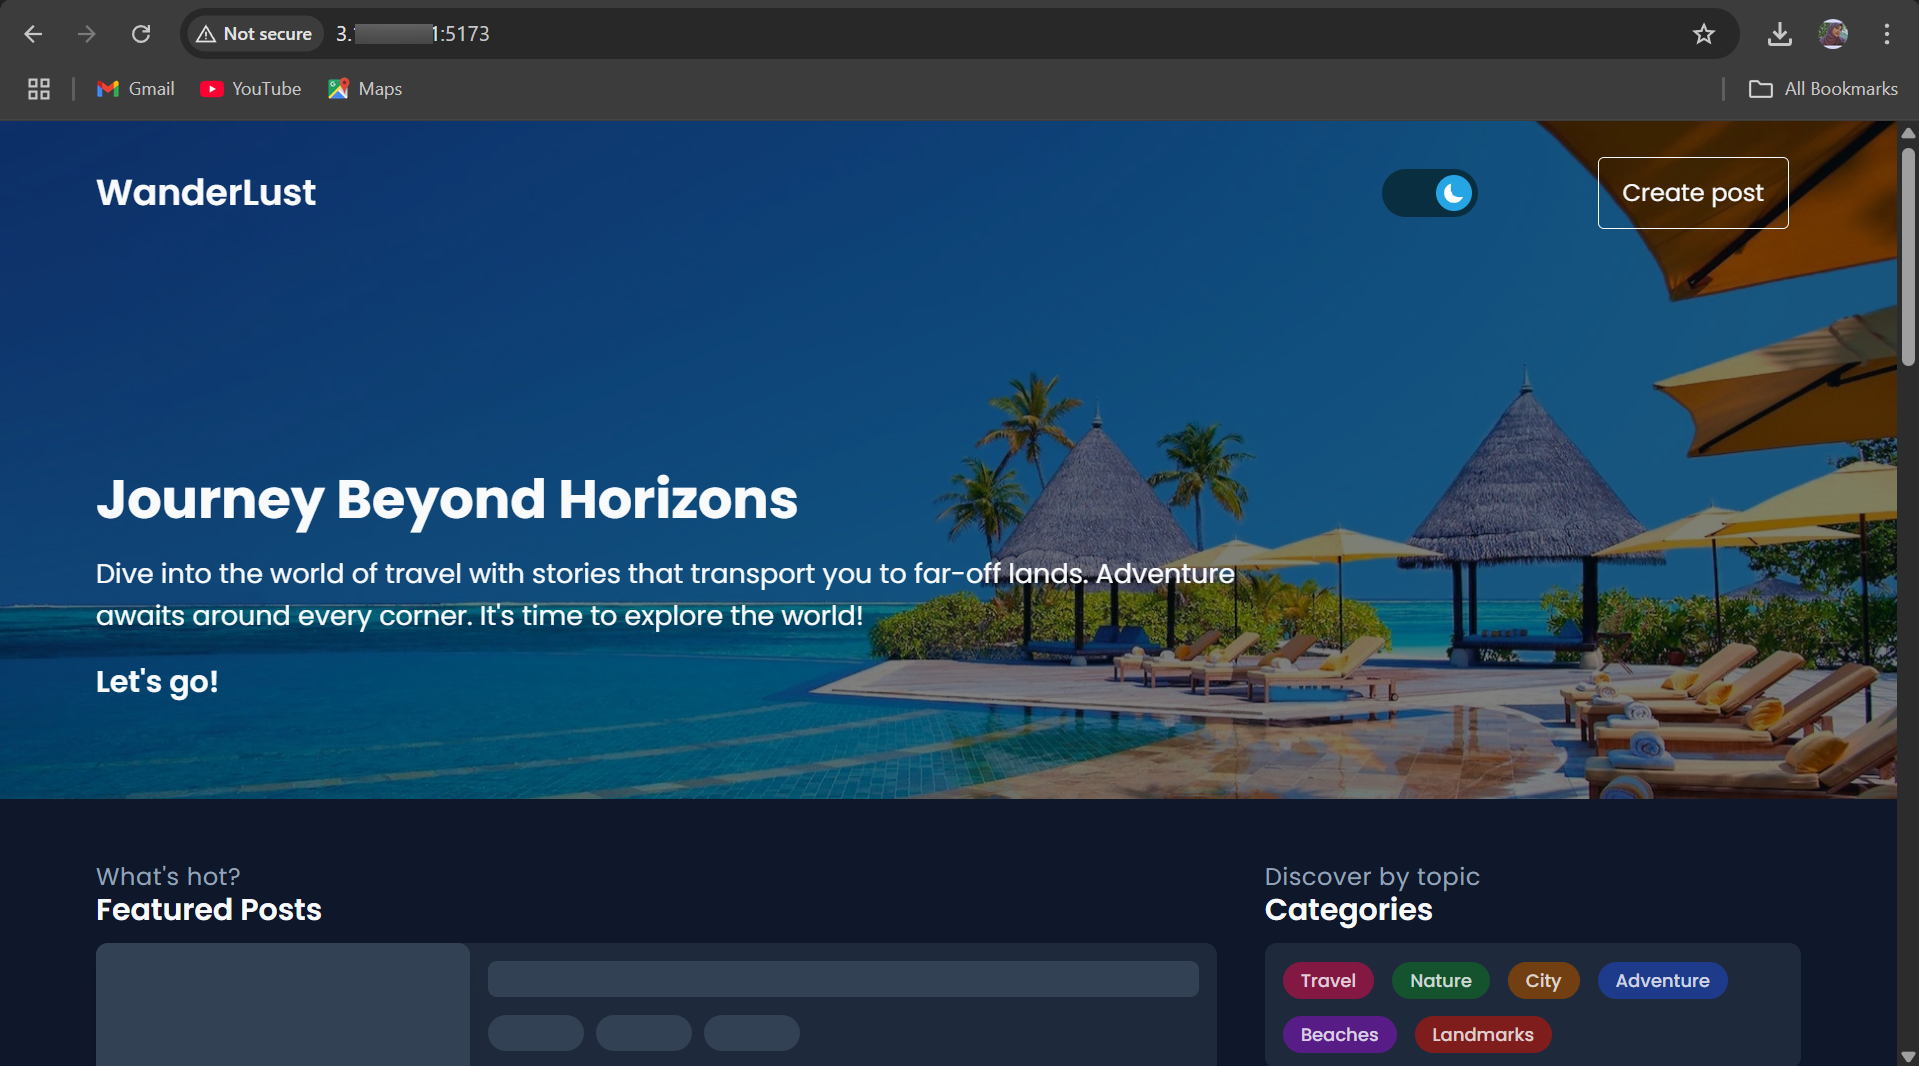 Not secure 3. 1:5173
Gmail YouTube Maps All Bookmarks
WanderLust Create post
Journey Beyond Horizons
Dive into the world of travel with stories that transport you to far-off lands. Adventure
awaits around every corner. It's time to explore the world!
Let's go!
What's hot?
Featured Posts
Discover by topic
Categories
Travel Nature City Adventure
Beaches Landmarks